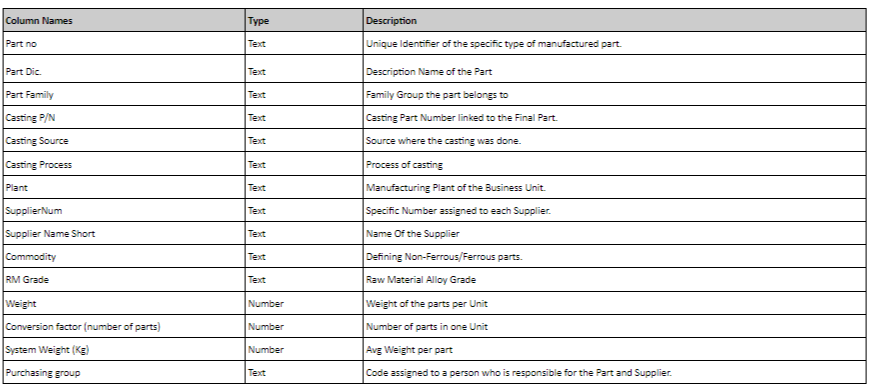 Column Names Type Description
Part no Text Unique Identifier of the specific type of manufactured part.
Part Dic. Text Description Name of the Part
Part Family Text Family Group the part belongs to
Casting P/N Text Casting Part Number linked to the Final Part.
Casting Source Text Source where the casting was done.
Casting Process Text Process of casting
Plant Text Manufacturing Plant of the Business Unit.
SupplierNum Text Specific Number assigned to each Supplier.
Supplier Name Short Text Name Of the Supplier
Commodity Text Defining Non-Ferrous/Ferrous parts.
RM Grade Text Raw Material Alloy Grade
Weight Number Weight of the parts per Unit
Conversion factor (number of parts) Number Number of parts in one Unit
System Weight (Kg) Number Avg Weight per part
Purchasing group Text Code assigned to a person who is responsible for the Part and Supplier.